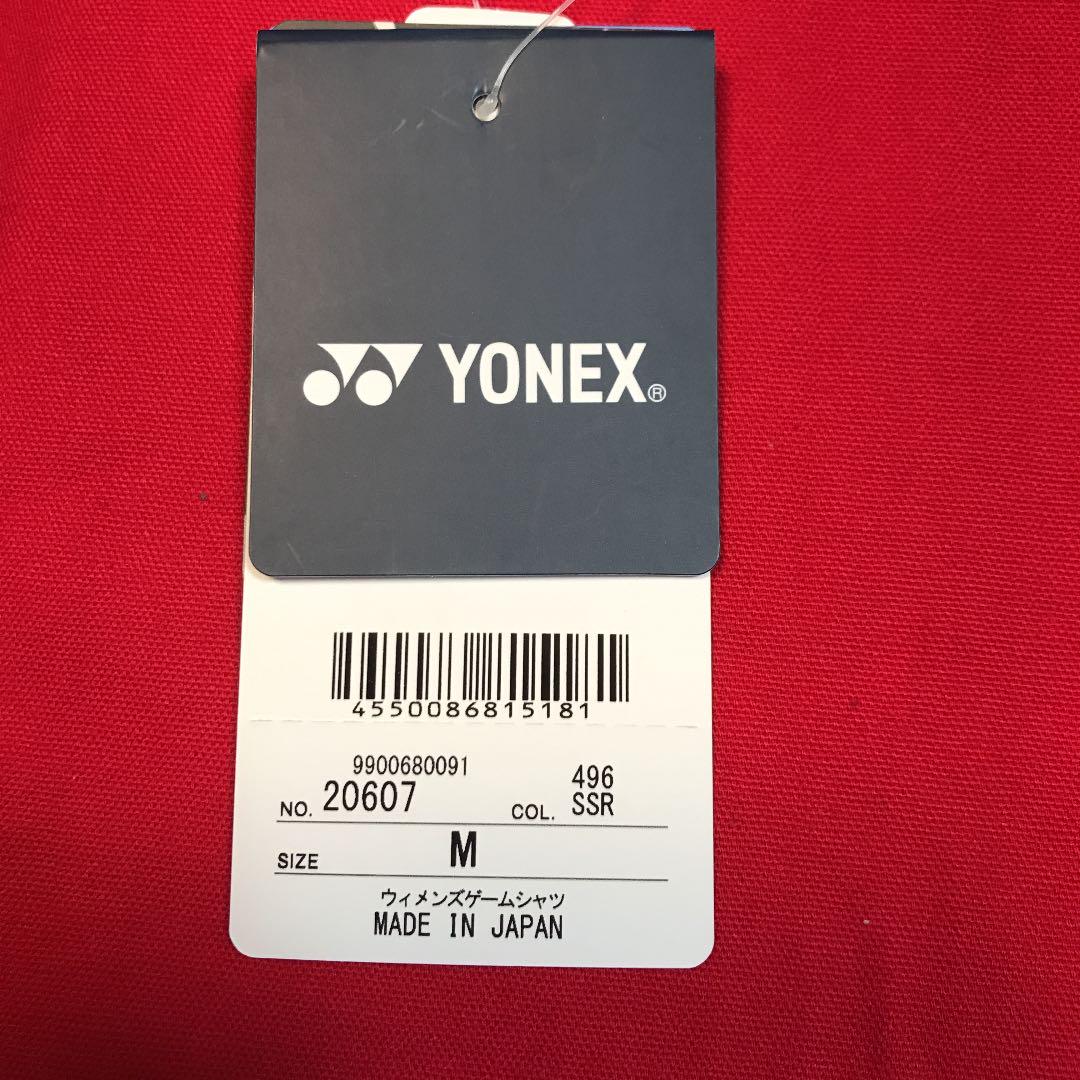 YONEX®
4550086815181
9900680091
NO. 20607
496
COL. SSR
SIZE M
ウィメンズゲームシャツ
MADE IN JAPAN